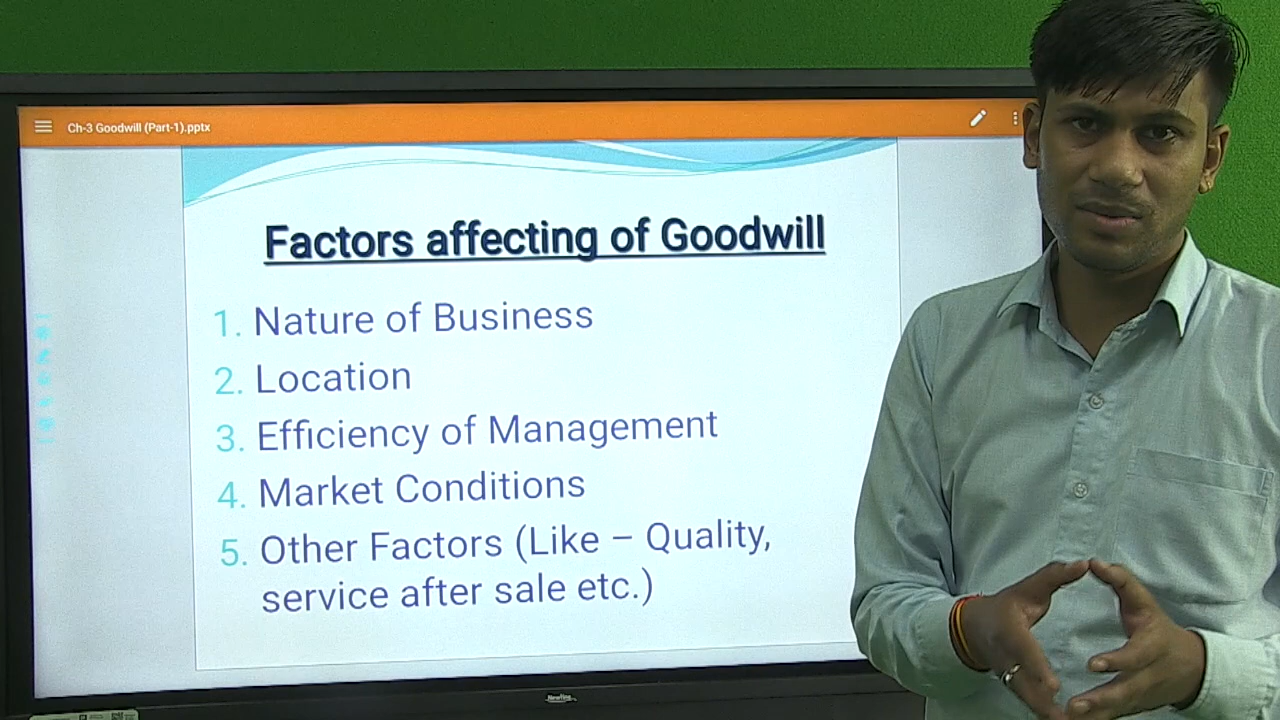 Ch-3 Goodwill (Part-1).pptx
Factors affecting of Goodwill
1. Nature of Business
2. Location
3. Efficiency of Management
4. Market Conditions
5. Other Factors (Like – Quality,
service after sale etc.)